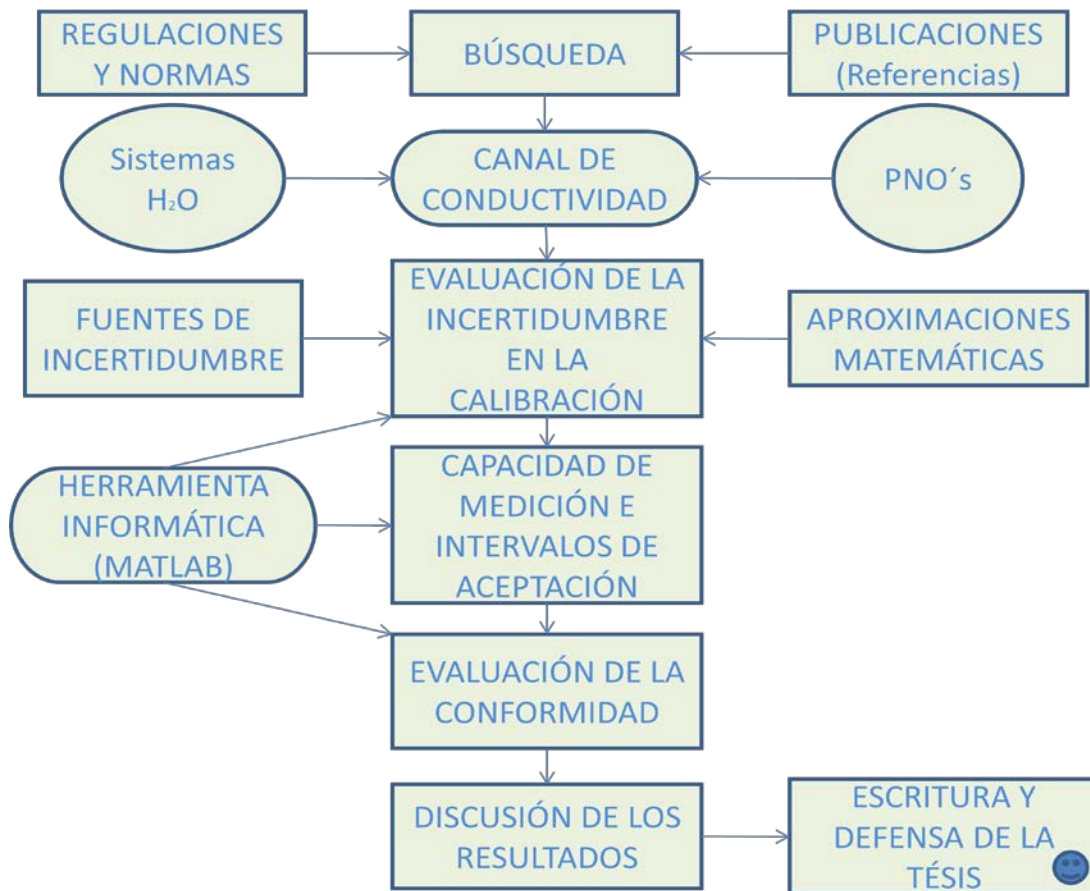 REGULACIONES
Y NORMAS
BÚSQUEDA
PUBLICACIONES
(Referencias)
Sistemas
H₂O
CANAL DE
CONDUCTIVIDAD
PNO´s
FUENTES DE
INCERTIDUMBRE
EVALUACIÓN DE LA
INCERTIDUMBRE
EN LA
CALIBRACIÓN
APROXIMACIONES
MATEMÁTICAS
HERRAMIENTA
INFORMÁTICA
(MATLAB)
CAPACIDAD DE
MEDICIÓN E
INTERVALOS DE
ACEPTACIÓN
EVALUACIÓN DE LA
CONFORMIDAD
DISCUSIÓN DE LOS
RESULTADOS
ESCRITURA Y
DEFENSA DE LA
TÉSIS